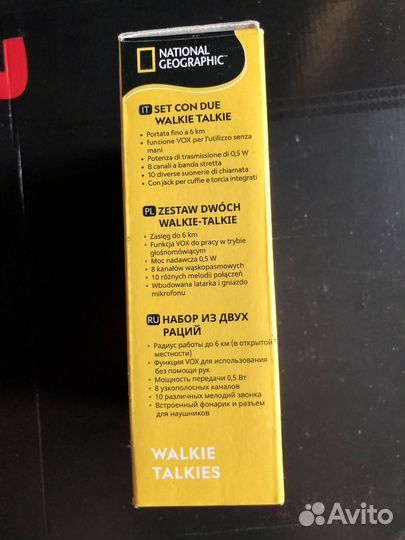 NATIONAL
GEOGRAPHIC™
IT SET CON DUE
WALKIE TALKIE
• Portata fino a 6 km
• funzione VOX per l'utilizzo senza
mani
• Potenza di trasmissione di 0,5 W
• 8 canali a banda stretta
• 10 diverse suonerie di chiamata
• Con jack per cuffie e torcia integrati
PL ZESTAW DWÓCH
WALKIE-TALKIE
• Zasięg do 6 km
• Funkcja VOX do pracy w trybie
głośnomówiącym
• Moc nadawcza 0,5 W
• 8 kanałów wąskopasmowych
• 10 różnych melodii połączeń
• Wbudowana latarka i gniazdo
mikrofonu
RU НАБОР ИЗ ДВУХ
РАЦИЙ
• Радиус работы до 6 км (в открытой
местности)
• Функция VOX для использования
без помощи рук
• Мощность передачи 0,5 Вт
• 8 узкополосных каналов
• 10 различных мелодий звонка
• Встроенный фонарик и разъем
для наушников
WALKIE
TALKIES
Avito